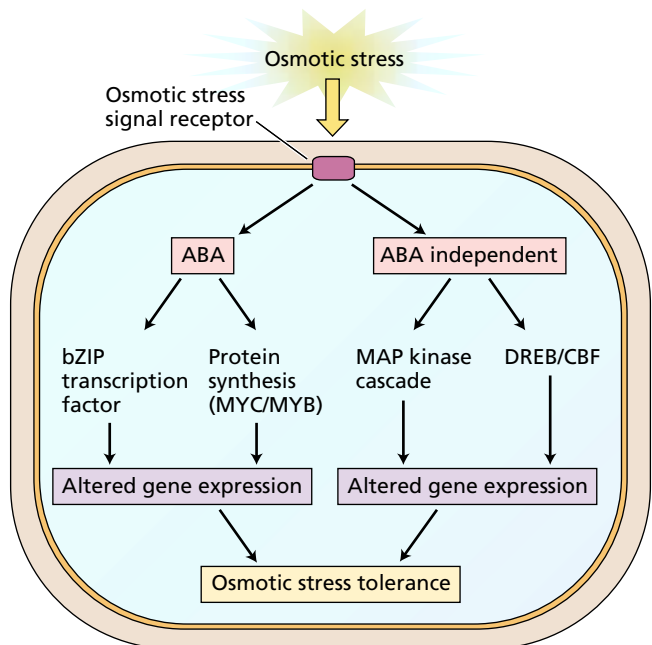 Osmotic stress
Osmotic stress
signal receptor
ABA
ABA independent
bZIP
transcription
factor
Protein
synthesis
(MYC/MYB)
MAP kinase
cascade
DREB/CBF
Altered gene expression
Altered gene expression
Osmotic stress tolerance